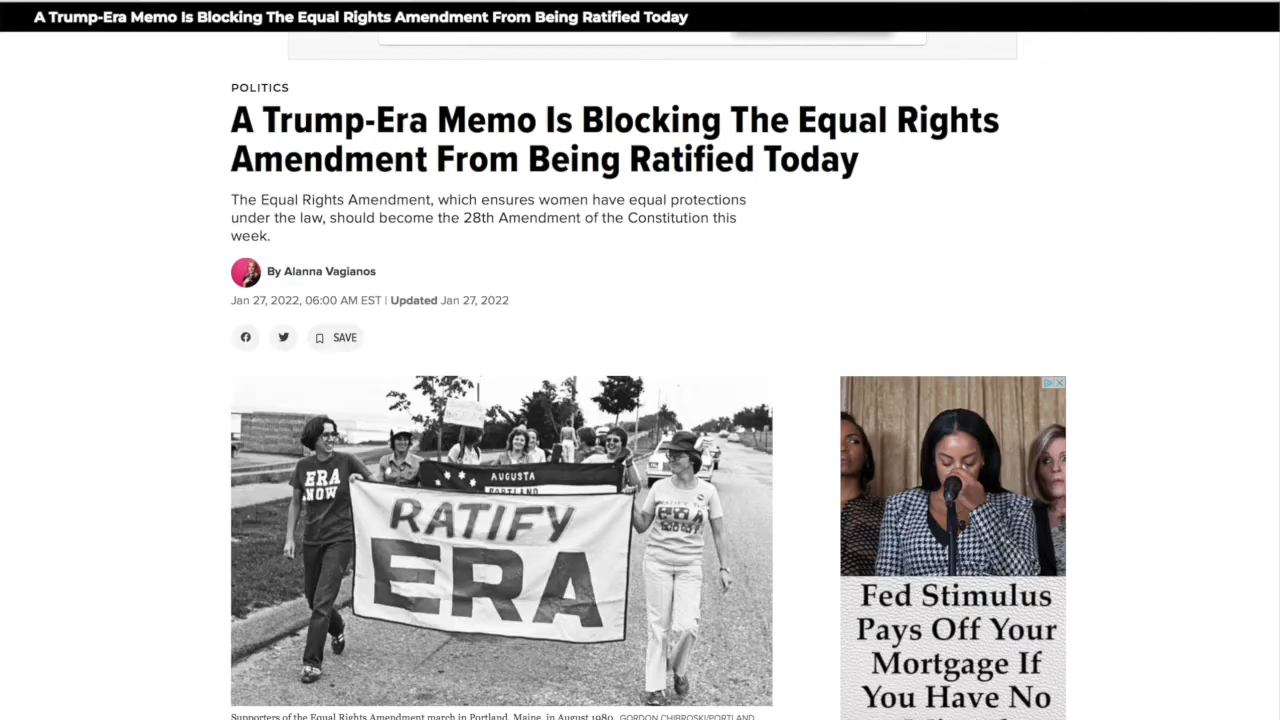 A Trump-Era Memo Is Blocking The Equal Rights Amendment From Being Ratified Today
POLITICS
A Trump-Era Memo Is Blocking The Equal Rights
Amendment From Being Ratified Today
The Equal Rights Amendment, which ensures women have equal protections
under the law, should become the 28th Amendment of the Constitution this
week.
By Alanna Vagianos
Jan 27, 2022, 06:00 AM EST | Updated Jan 27, 2022
SAVE
ERA
NOW
AUGUSTA
PORTLAND
RATIFY
ERA
Supporters of the Equal Rights Amendment march in Portland, Maine, in August 1980. GORDON CHIBROSKI/PORTLAND
Fed Stimulus
Pays Off Your
Mortgage If
You Have No